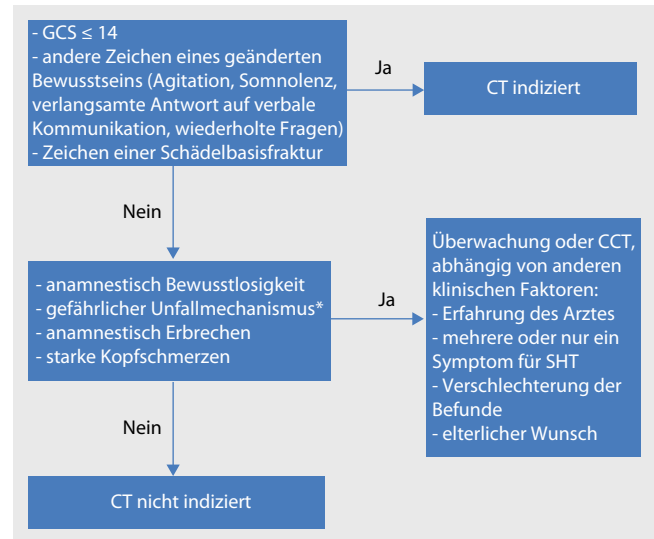 - GCS ≤ 14
- andere Zeichen eines geänderten
Bewusstseins (Agitation, Somnolenz,
verlangsamte Antwort auf verbale
Kommunikation, wiederholte Fragen)
- Zeichen einer Schädelbasisfraktur
Ja
CT indiziert
Nein
- anamnestisch Bewusstlosigkeit
- gefährlicher Unfallmechanismus*
- anamnestisch Erbrechen
- starke Kopfschmerzen
Ja
Überwachung oder CCT,
abhängig von anderen
klinischen Faktoren:
- Erfahrung des Arztes
- mehrere oder nur ein
Symptom für SHT
- Verschlechterung der
Befunde
- elterlicher Wunsch
Nein
CT nicht indiziert